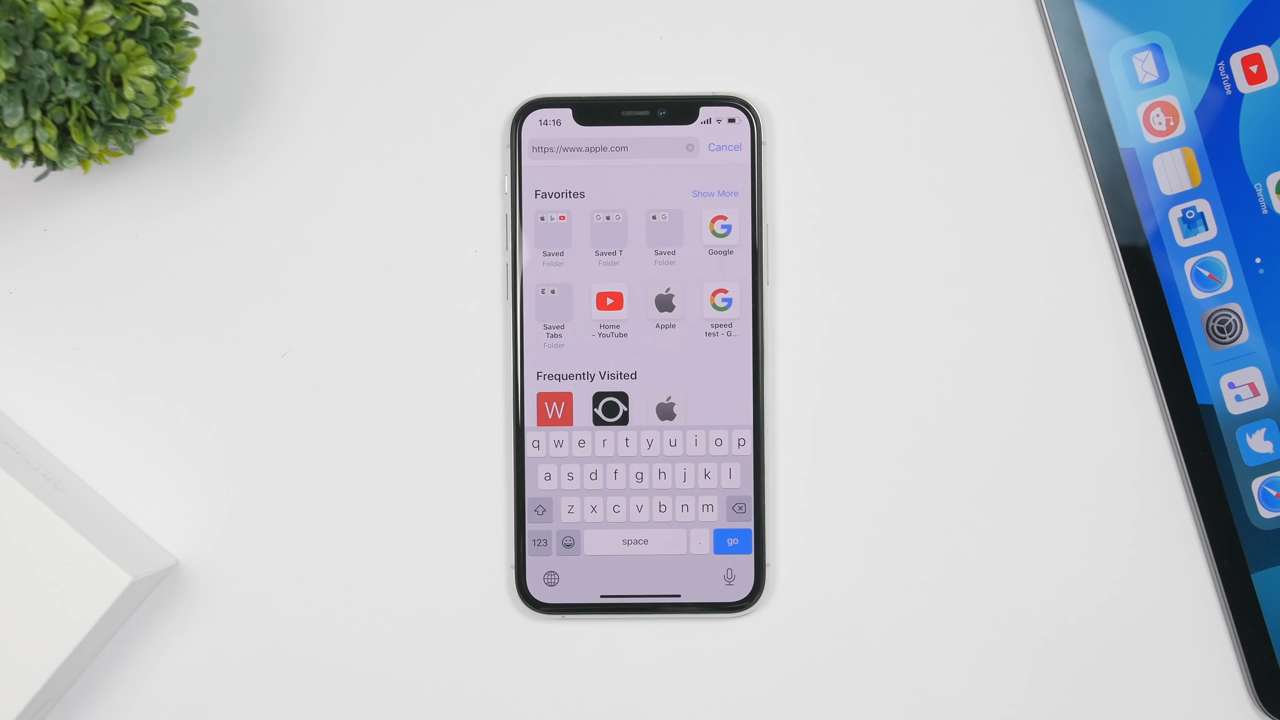 14:16
https://www.apple.com
Cancel
Favorites
Show More
Saved
Folder
Saved T
Folder
Saved
Folder
Google
Saved
Tabs
Folder
Home
- YouTube
Apple
speed
test - G...
Frequently Visited
W
q w e r t y u i o p
a s d f g h j k l
z x c v b n m
123
space
.
go
YouTube
Chrome